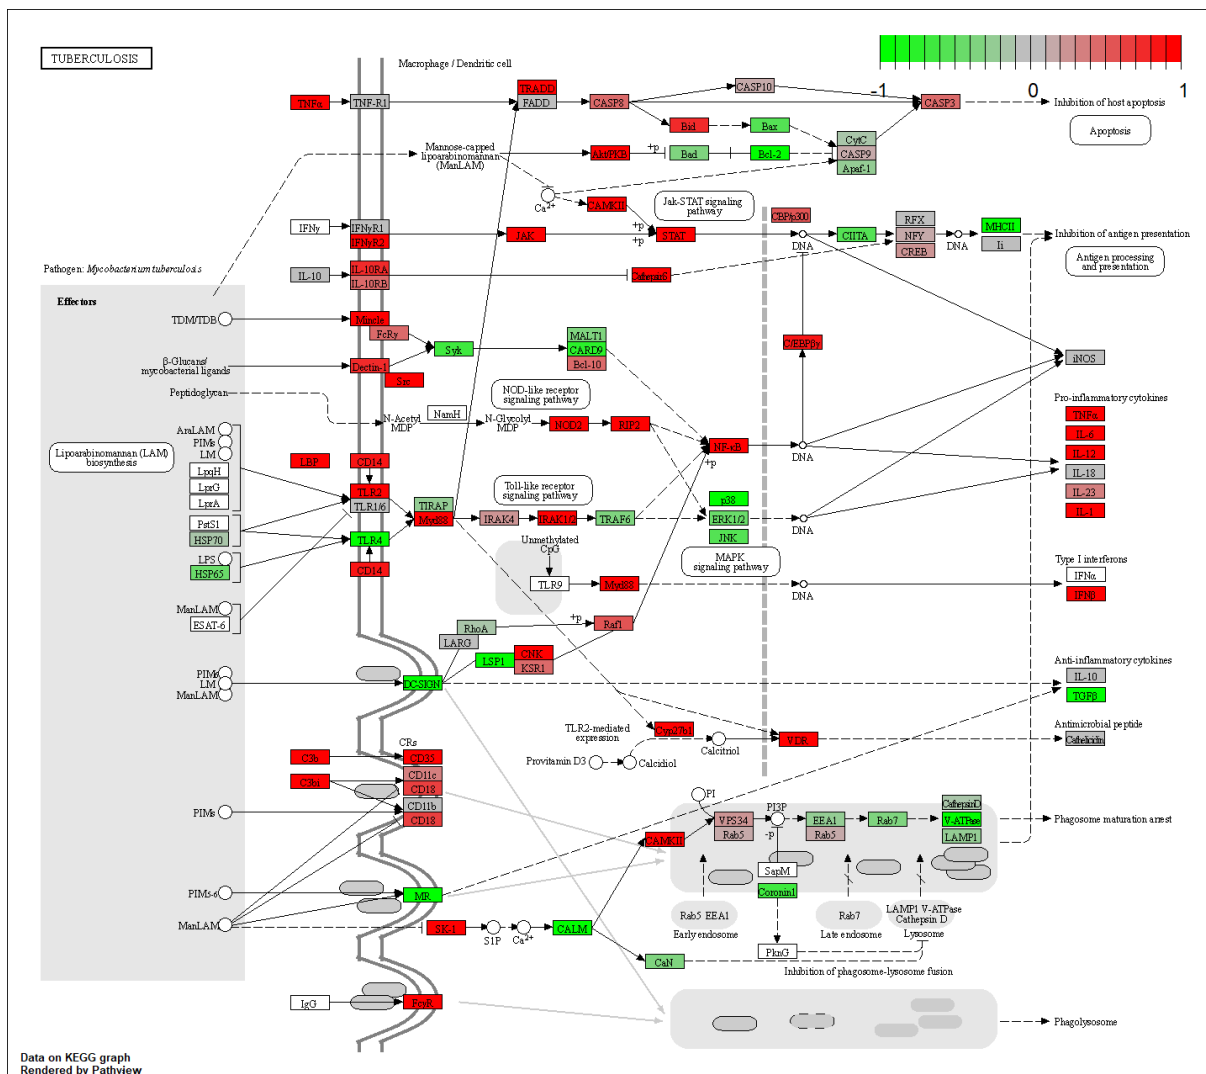 TUBERCULOSIS
Macrophage / Dendritic cell
-1
0
1
TNFα
TNF-R1
TRADD
FADD
CASP8
CASP10
CASP3
Inhibition of host apoptosis
Apoptosis
Bid
Bax
CytC
CASP9
Apaf-1
Mannose-capped
lipoarabinomannan
(ManLAM)
Akt/PKB
+p
Bad
Bcl-2
Ca2+
CAMKII
Jak-STAT signaling
pathway
CBP/p300
IFNγ
IFNγR1
IFNγR2
JAK
+p
+p
STAT
DNA
CIITA
RFX
NFY
CREB
DNA
MHCII
Ii
Inhibition of antigen presentation
Antigen processing
and presentation
Pathogen: Mycobacterium tuberculosis
IL-10
IL-10RA
IL-10RB
CathepsinS
Effectors
TDM/TDB
Mincle
FcRγ
Syk
MALT1
CARD9
Bcl-10
C/EBPβγ
iNOS
β-Glucans/
mycobacterial ligands
Dectin-1
Src
Peptidoglycan
N-Acetyl
MDP
NamH
N-Glycolyl
MDP
NOD-like receptor
signaling pathway
NOD2
RIP2
NF-κB
+p
DNA
Pro-inflammatory cytokines
TNFα
IL-6
IL-12
IL-18
IL-23
IL-1
Lipoarabinomannan (LAM)
biosynthesis
AraLAM
PIMs
LM
LpqH
LprG
LprA
PstS1
HSP70
LPS
HSP65
ManLAM
ESAT-6
LBP
CD14
TLR2
TLR1/6
TLR4
CD14
TIRAP
Myd88
Toll-like receptor
signaling pathway
IRAK4
IRAK1/2
TRAF6
p38
ERK1/2
JNK
DNA
MAPK
signaling pathway
Unmethylated
CpG
TLR9
Myd88
DNA
Type I interferons
IFNα
IFNβ
RhoA
LARG
+p
Raf1
LSP1
CNK
KSR1
PIMs
LM
ManLAM
DC-SIGN
Anti-inflammatory cytokines
IL-10
TGFβ
TLR2-mediated
expression
Cyp27b1
Calcitriol
VDR
Antimicrobial peptide
Cathelicidin
Provitamin D3
Calcidiol
CRs
C3b
CD35
C3bi
CD11c
CD18
CD11b
CD18
PIMs
PI
CAMKII
VPS34
Rab5
PI3P
-p
EEA1
Rab5
Rab7
CathepsinD
V-ATPase
LAMP1
Phagosome maturation arrest
SapM
Coronin1
PIM5-6
MR
ManLAM
SK-1
S1P
Ca2+
CALM
CaN
Rab5 EEA1
Early endosome
Rab7
Late endosome
LAMP1 V-ATPase
Cathepsin D
Lysosome
PknG
Inhibition of phagosome-lysosome fusion
IgG
FcγR
Phagolysosome
Data on KEGG graph
Rendered by Pathview